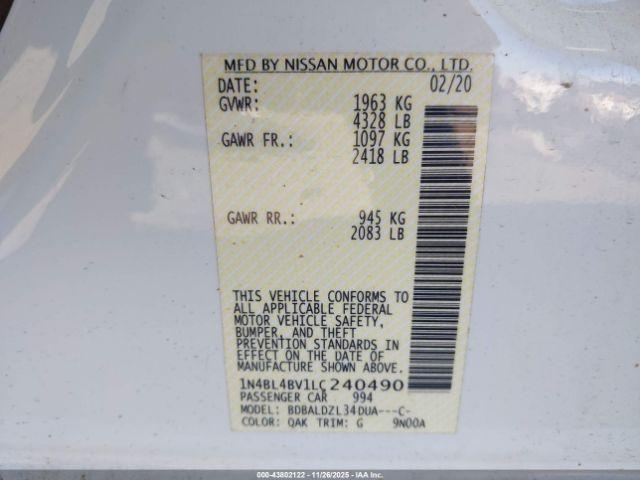 MFD BY NISSAN MOTOR CO., LTD.
DATE: 02/20
GVWR: 1963 KG
4328 LB
GAWR FR.: 1097 KG
2418 LB
GAWR RR.: 945 KG
2083 LB
THIS VEHICLE CONFORMS TO
ALL APPLICABLE FEDERAL
MOTOR VEHICLE SAFETY,
BUMPER, AND THEFT
PREVENTION STANDARDS IN
EFFECT ON THE DATE OF
MANUFACTURE SHOWN ABOVE.
1N4BL4BV1LC240490
PASSENGER CAR 994
MODEL: BDBALDZL34DUA---C-
COLOR: QAK TRIM: G 9N00A
000-43802122 - 11/26/2025 - IAAHQ